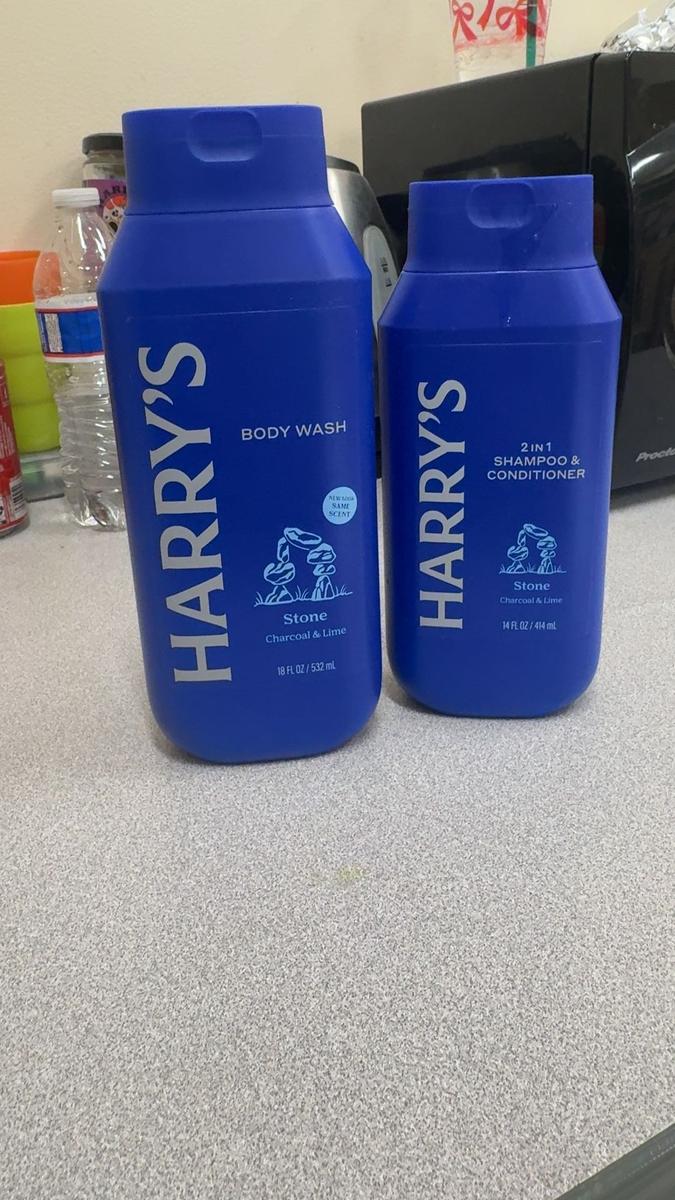 HARRY'S
BODY WASH
NEW LOOK
SAME
SCENT
Stone
Charcoal & Lime
18 FL OZ / 532 mL
HARRY'S
2 IN 1
SHAMPOO &
CONDITIONER
Stone
Charcoal & Lime
14 FL OZ / 414 mL